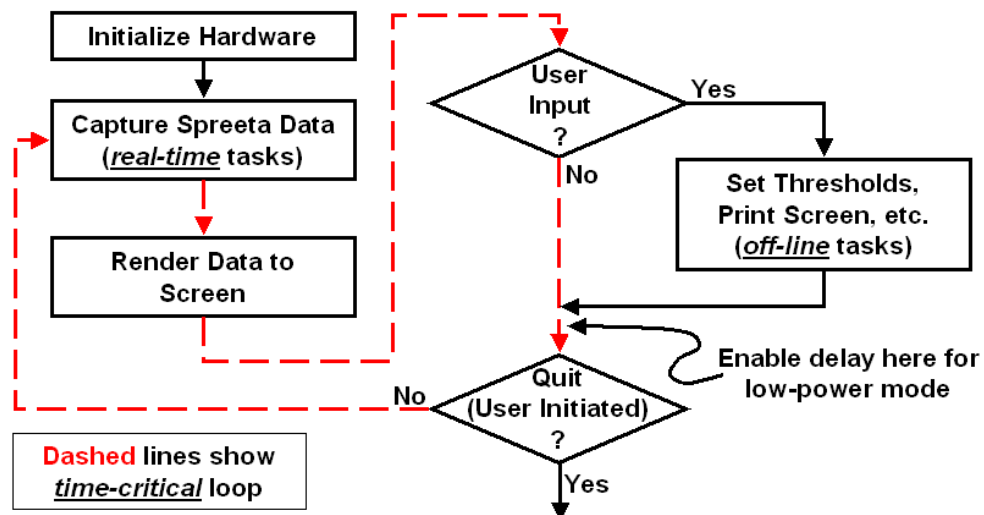 Initialize Hardware
Capture Spreeta Data
(real-time tasks)
Render Data to
Screen
User
Input
?
Yes
No
Set Thresholds,
Print Screen, etc.
(off-line tasks)
Enable delay here for
low-power mode
Quit
(User Initiated)
?
No
Yes
Dashed lines show
time-critical loop